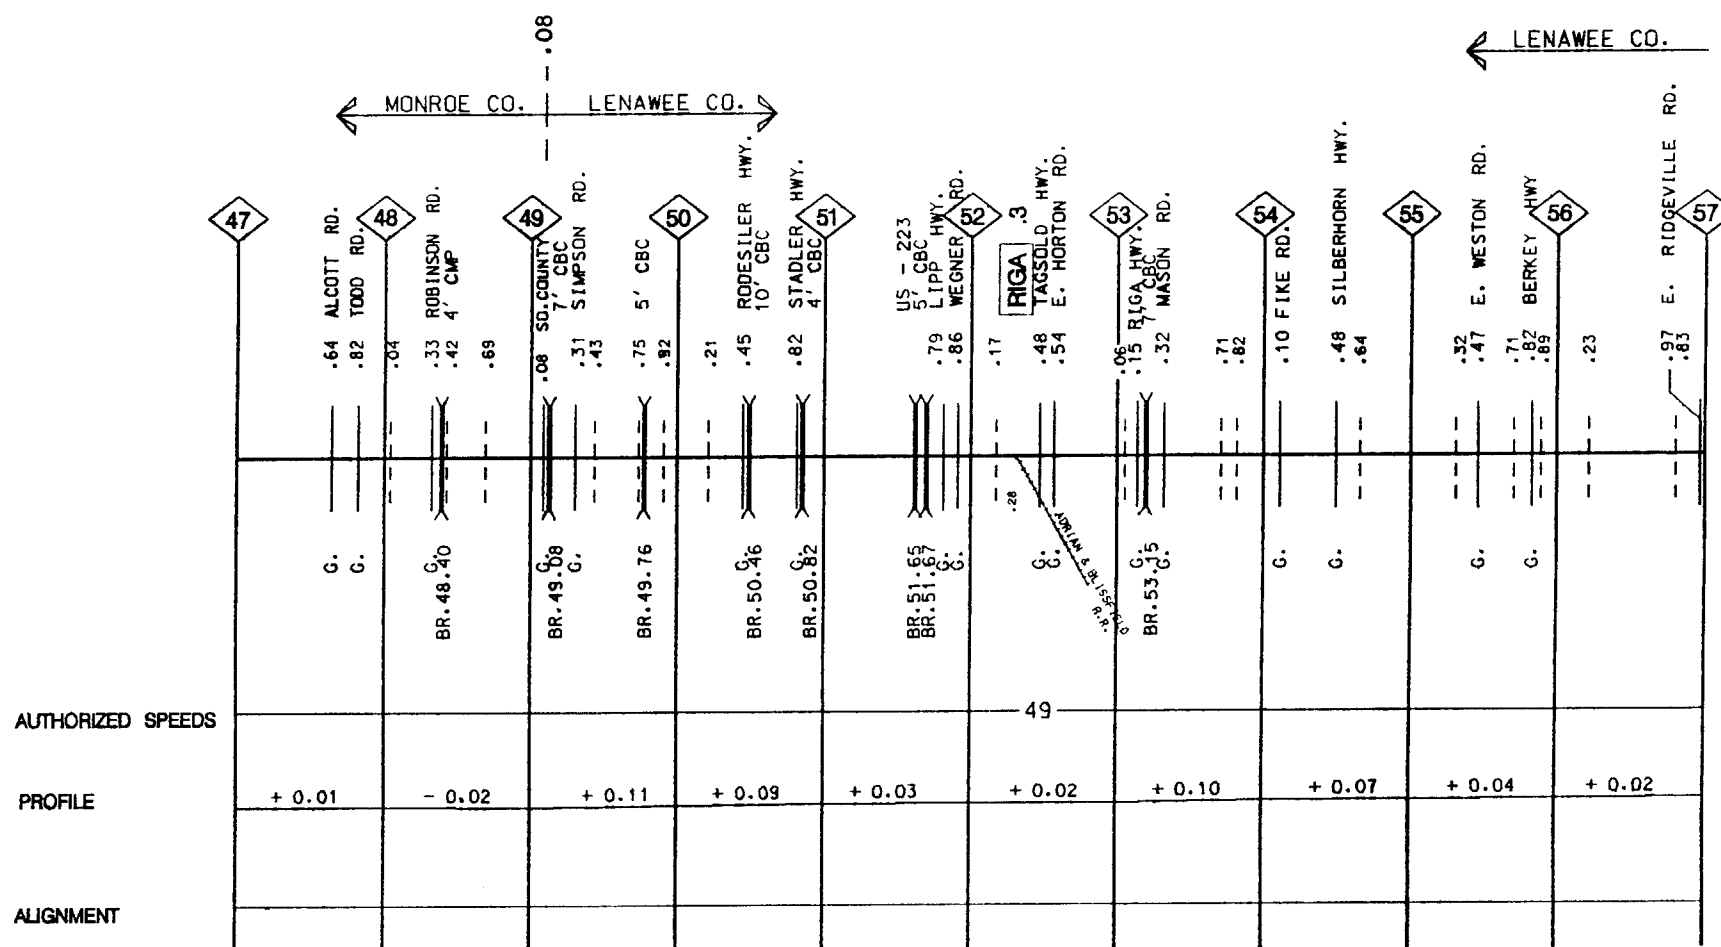 .08
MONROE CO.
LENAWEE CO.
LENAWEE CO.
47
48
49
50
51
52
53
54
55
56
57
ALCOTT RD.
TODD RD.
ROBINSON RD.
4' CMP
SO.COUNTY
7' CBC
SIMPSON RD.
5' CBC
RODESILER HWY.
10' CBC
STADLER HWY.
4' CBC
US - 223
5' CBC
LIPP HWY.
WEGNER RD.
RIGA .3
TAGSOLD HWY.
E. HORTON RD.
RIGA HWY.
7' CBC
MASON RD.
FIKE RD.
SILBERHORN HWY.
E. WESTON RD.
BERKEY HWY
E. RIDGEVILLE RD.
.64
.82
.04
.33
.42
.69
.08
.31
.43
.75
.92
.21
.45
.82
.79
.86
.17
.48
.54
.06
.15
.32
.71
.82
.10
.48
.64
.32
.47
.71
.82
.89
.23
.97
.83
.28
ADRIAN & BLISSFIELD
R.R.
G.
G.
G.
BR.48.40
G.
BR.49.08
G.
BR.49.76
G.
BR.50.46
G.
BR.50.82
BR.51.65
BR.51.67
G.
G.
G.
G.
G.
BR.53.15
G.
G.
G.
G.
G.
AUTHORIZED SPEEDS
49
PROFILE
+ 0.01
- 0.02
+ 0.11
+ 0.09
+ 0.03
+ 0.02
+ 0.10
+ 0.07
+ 0.04
+ 0.02
ALIGNMENT